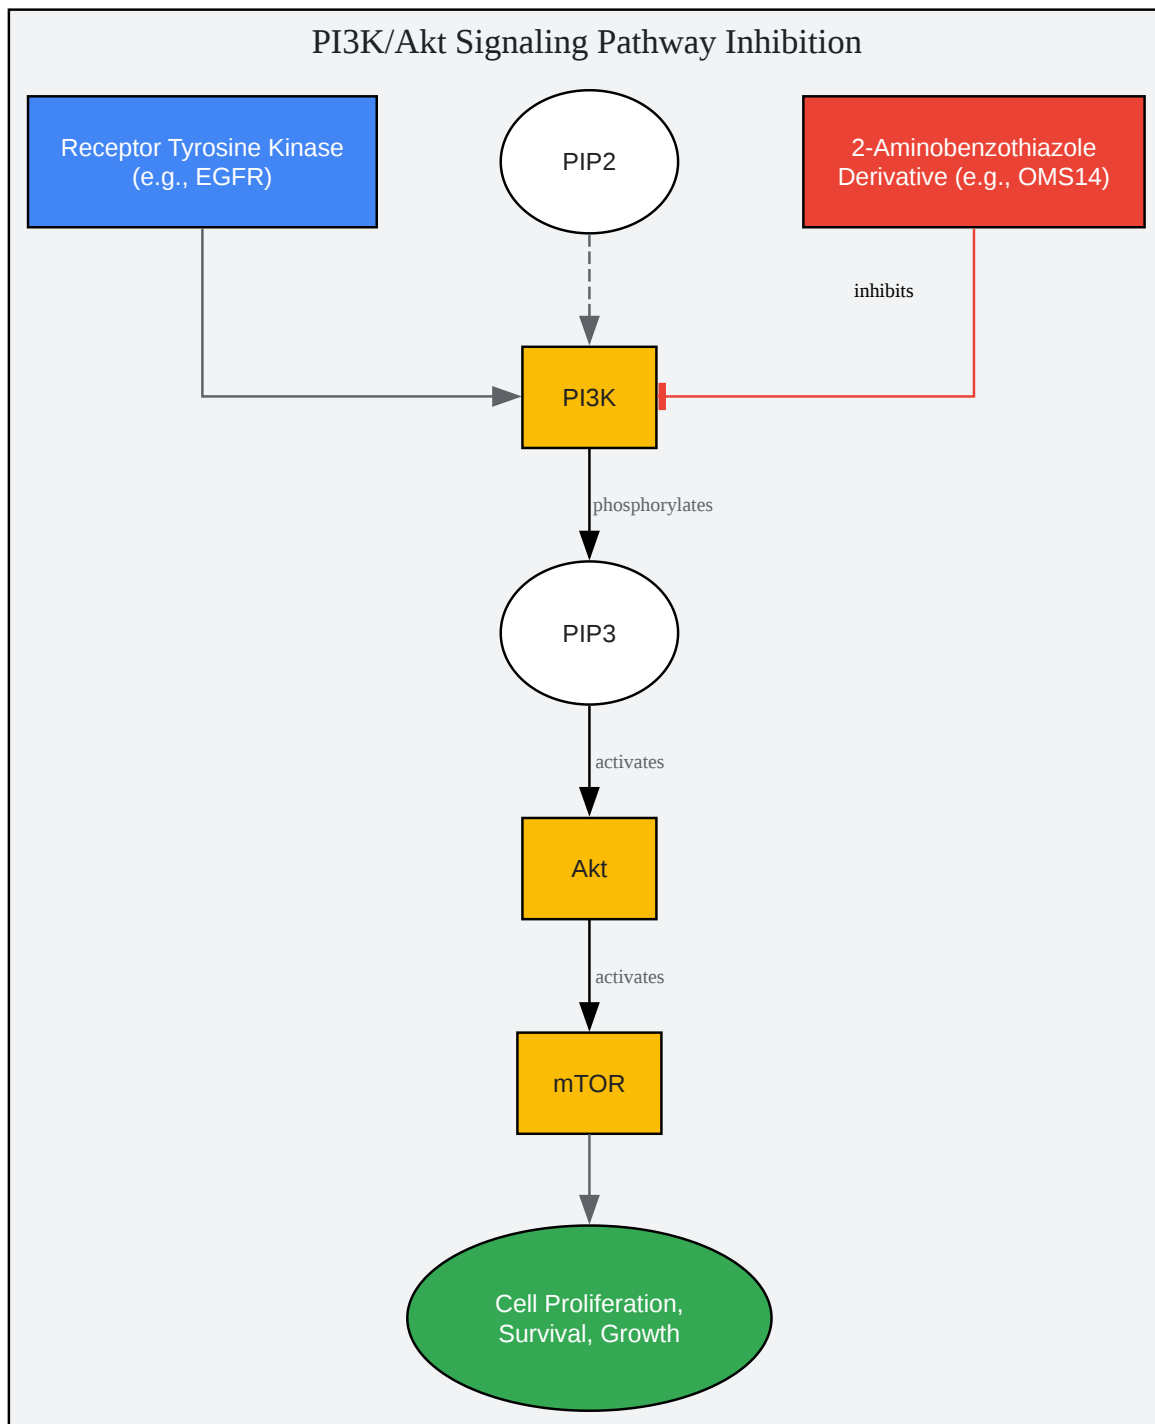 PI3K/Akt Signaling Pathway Inhibition
Receptor Tyrosine Kinase
(e.g., EGFR)
PIP2
2-Aminobenzothiazole
Derivative (e.g., OMS14)
inhibits
PI3K
phosphorylates
PIP3
activates
Akt
activates
mTOR
Cell Proliferation,
Survival, Growth